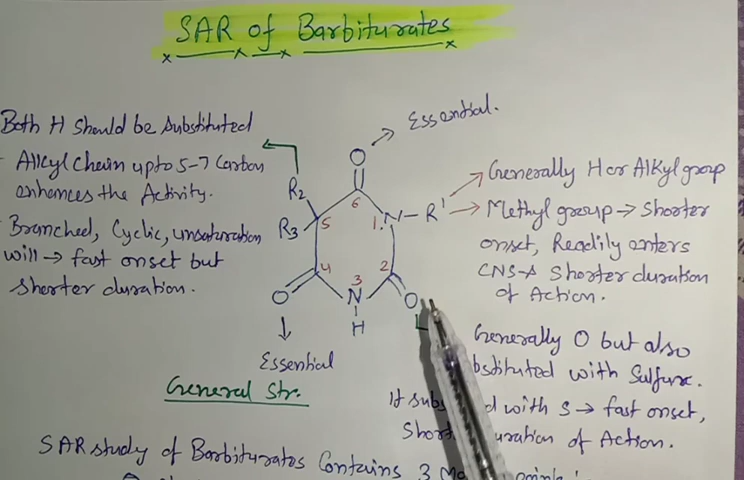 SAR of Barbiturates
Both H should be substituted
- Alkyl chain upto 5-7 Carbon
enhances the Activity.
- Branched, Cyclic, unsaturation
will → fast onset but
shorter duration.
Essential.
O
6
R2
R3
5
1.
N - R'
4
3
2
O
N
H
O
Essential
General Str.
Generally H or Alkyl group
Methyl group → Shorter
onset, Readily enters
CNS → Shorter duration
of Action.
Generally O but also
bstituted with Sulfur.
If subs d with S → fast onset,
Short uration of Action.
SAR study of Barbiturates Contains 3 M